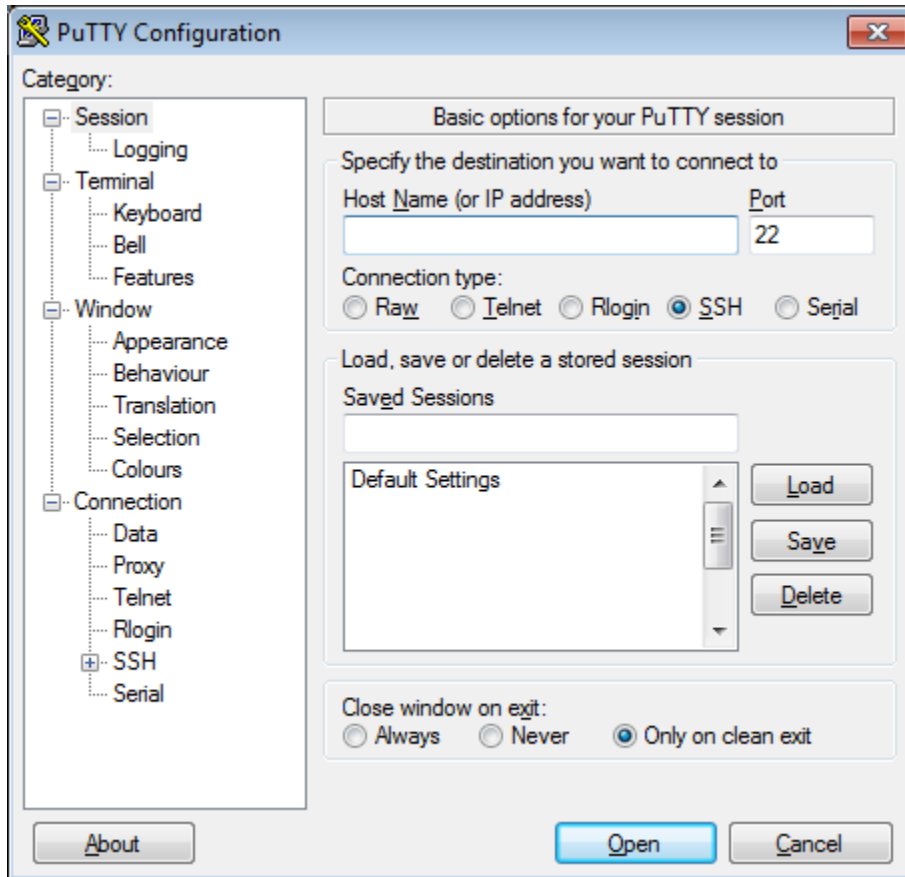 PuTTY Configuration
Category:
Session
Logging
Terminal
Keyboard
Bell
Features
Window
Appearance
Behaviour
Translation
Selection
Colours
Connection
Data
Proxy
Telnet
Rlogin
SSH
Serial
Basic options for your PuTTY session
Specify the destination you want to connect to
Host Name (or IP address) Port
22
Connection type:
Raw Telnet Rlogin SSH Serial
Load, save or delete a stored session
Saved Sessions
Default Settings
Load
Save
Delete
Close window on exit:
Always Never Only on clean exit
About Open Cancel